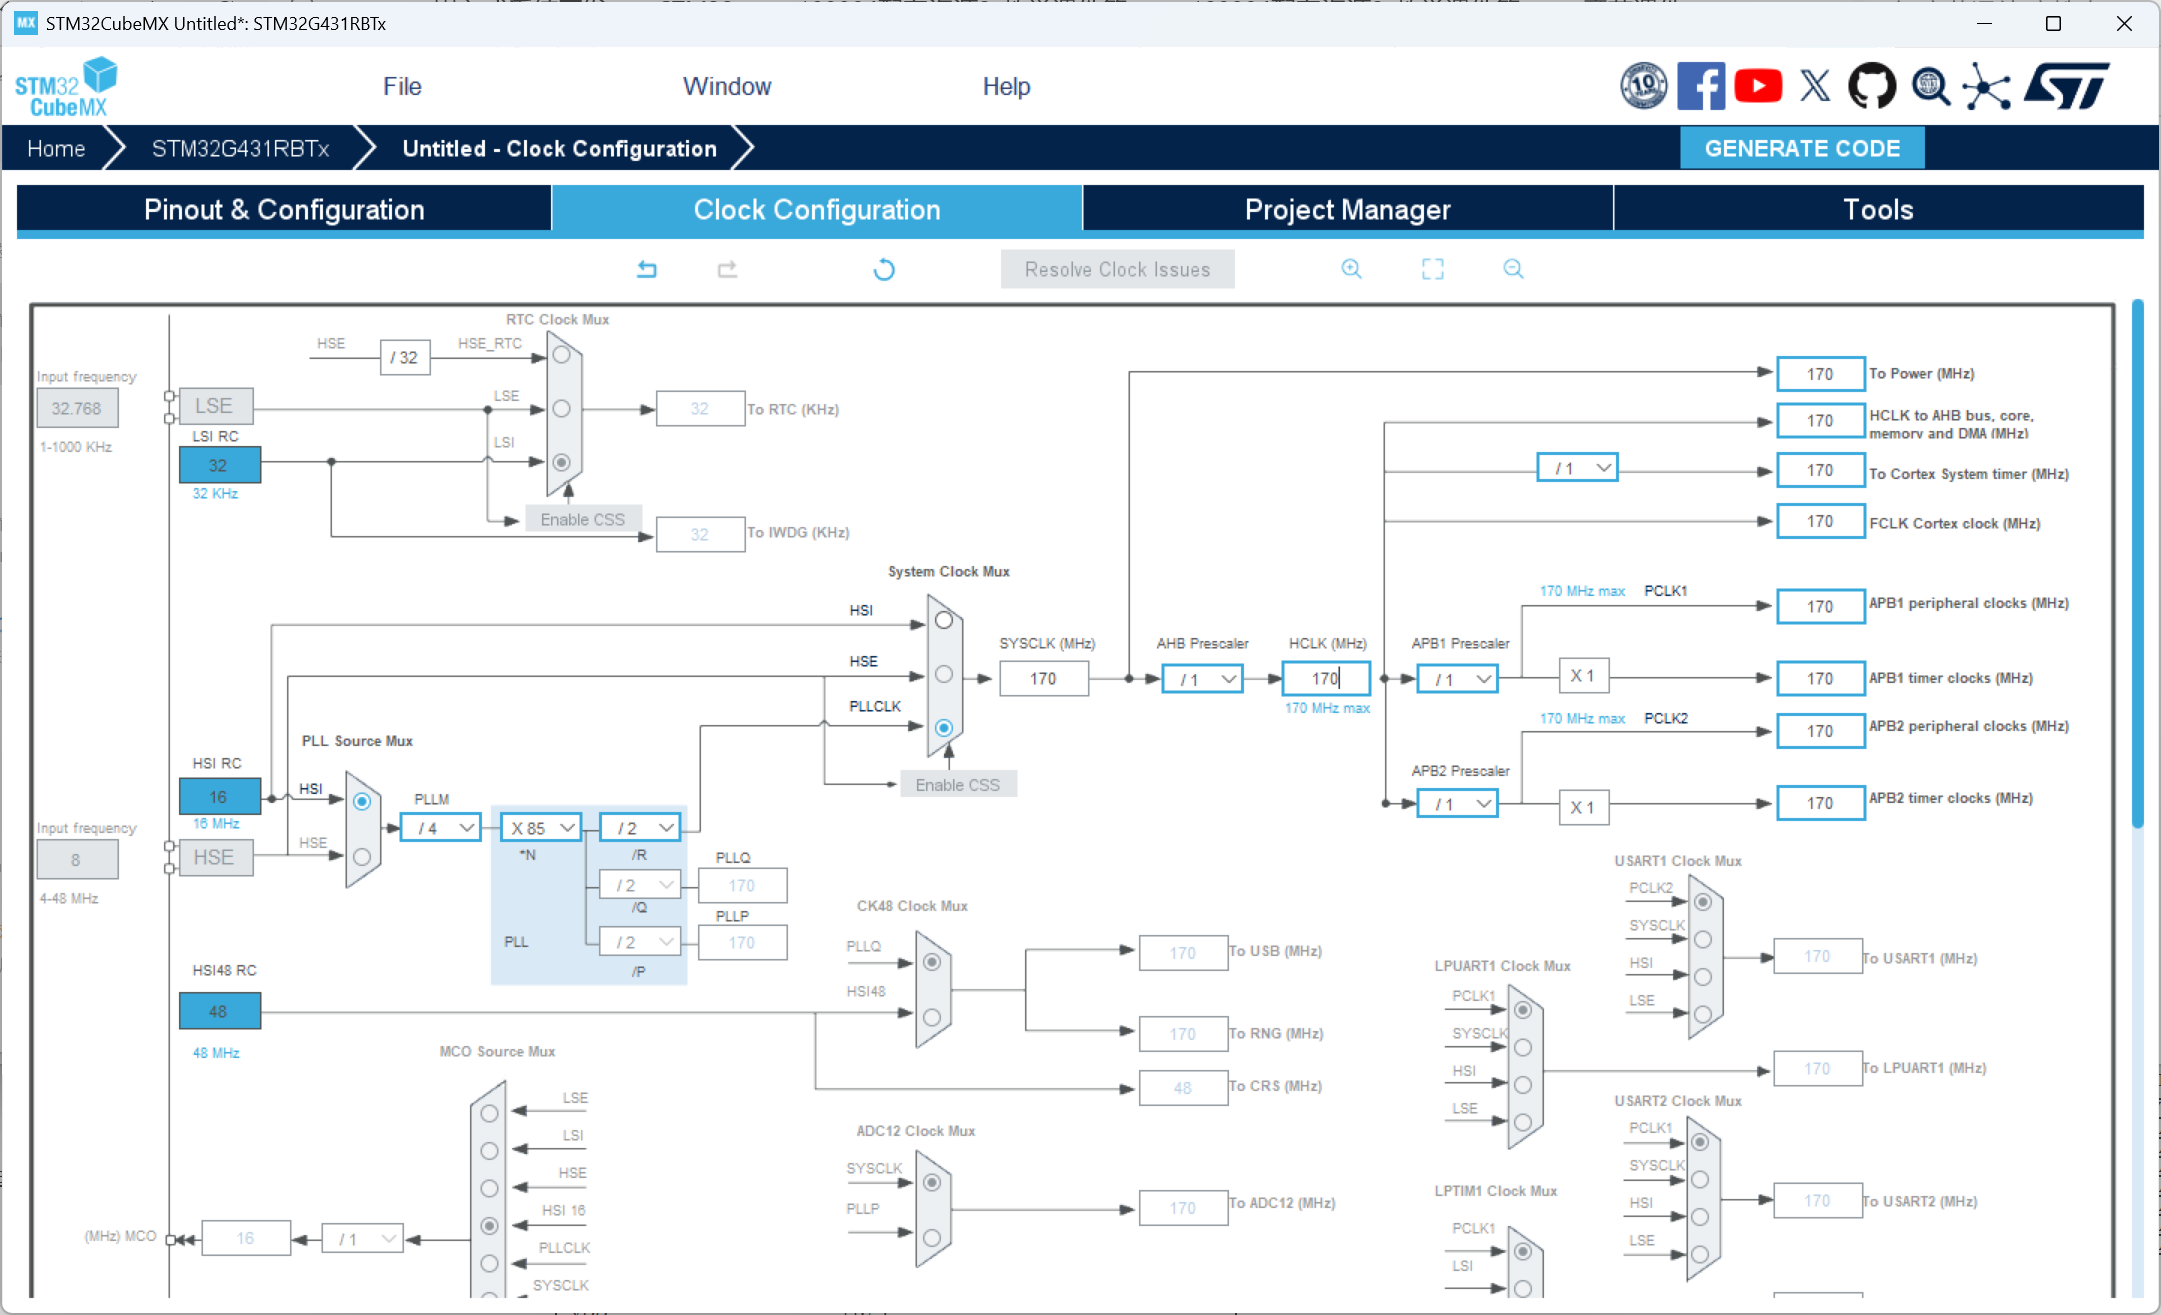 MX STM32CubeMX Untitled*: STM32G431RBTx
STM32 CubeMX
File
Window
Help
10 YEARS
Home
STM32G431RBTx
Untitled - Clock Configuration
GENERATE CODE
Pinout & Configuration
Clock Configuration
Project Manager
Tools
Resolve Clock Issues
RTC Clock Mux
HSE
/ 32
HSE_RTC
Input frequency
32.768
1-1000 KHz
LSE
LSE
32
To RTC (KHz)
LSI RC
32
32 KHz
LSI
Enable CSS
32
To IWDG (KHz)
170
To Power (MHz)
170
HCLK to AHB bus, core,
memory and DMA (MHz)
/ 1
170
To Cortex System timer (MHz)
170
FCLK Cortex clock (MHz)
System Clock Mux
HSI
HSE
PLLCLK
SYSCLK (MHz)
170
AHB Prescaler
/ 1
HCLK (MHz)
170
170 MHz max
APB1 Prescaler
/ 1
170 MHz max
PCLK1
170
APB1 peripheral clocks (MHz)
X 1
170
APB1 timer clocks (MHz)
170 MHz max
PCLK2
170
APB2 peripheral clocks (MHz)
APB2 Prescaler
/ 1
X 1
170
APB2 timer clocks (MHz)
Enable CSS
PLL Source Mux
HSI RC
16
16 MHz
HSI
Input frequency
8
4-48 MHz
HSE
HSE
PLLM
/ 4
X 85
*N
/ 2
/R
PLLQ
/ 2
170
/Q
PLLP
/ 2
170
/P
PLL
HSI48 RC
48
48 MHz
CK48 Clock Mux
PLLQ
HSI48
170
To USB (MHz)
170
To RNG (MHz)
48
To CRS (MHz)
USART1 Clock Mux
PCLK2
SYSCLK
HSI
LSE
170
To USART1 (MHz)
LPUART1 Clock Mux
PCLK1
SYSCLK
HSI
LSE
170
To LPUART1 (MHz)
MCO Source Mux
LSE
LSI
HSE
HSI 16
PLLCLK
SYSCLK
(MHz) MCO
16
/ 1
ADC12 Clock Mux
SYSCLK
PLLP
170
To ADC12 (MHz)
USART2 Clock Mux
PCLK1
SYSCLK
HSI
LSE
170
To USART2 (MHz)
LPTIM1 Clock Mux
PCLK1
LSI